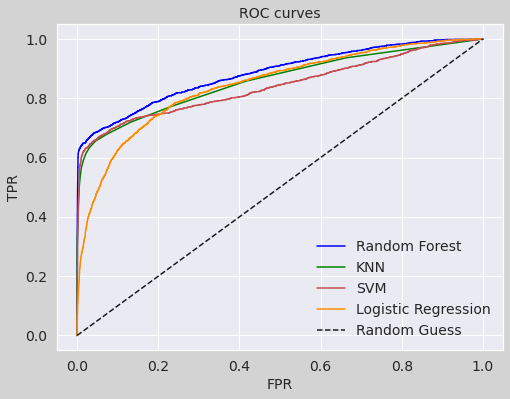 ROC curves
TPR
1.0
0.8
0.6
0.4
0.2
0.0
Random Forest
KNN
SVM
Logistic Regression
Random Guess
0.0 0.2 0.4 0.6 0.8 1.0
FPR